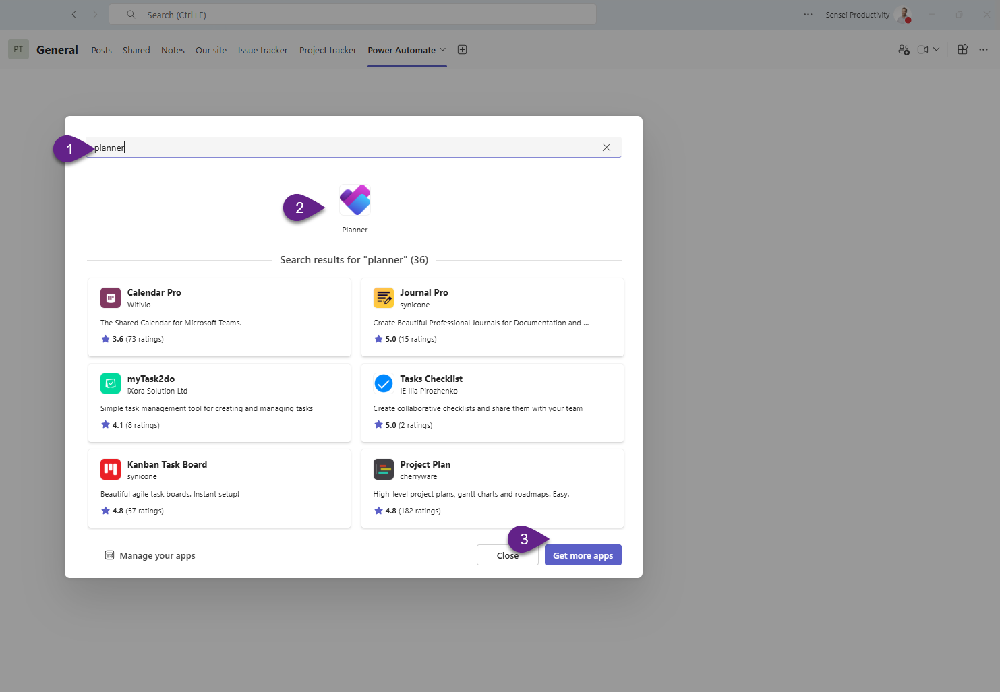 Search (Ctrl+E)
Sensei Productivity
PT
General
Posts
Shared
Notes
Our site
Issue tracker
Project tracker
Power Automate
1
planner
2
Planner
Search results for "planner" (36)
Calendar Pro
Witivio
The Shared Calendar for Microsoft Teams.
3.6 (73 ratings)
Journal Pro
synicone
Create Beautiful Professional Journals for Documentation and ...
5.0 (15 ratings)
myTask2do
iXora Solution Ltd
Simple task management tool for creating and managing tasks
4.1 (8 ratings)
Tasks Checklist
IE Ilia Pirozhenko
Create collaborative checklists and share them with your team
5.0 (2 ratings)
Kanban Task Board
synicone
Beautiful agile task boards. Instant setup!
4.8 (57 ratings)
Project Plan
cherryware
High-level project plans, gantt charts and roadmaps. Easy.
4.8 (182 ratings)
3
Manage your apps
Close
Get more apps